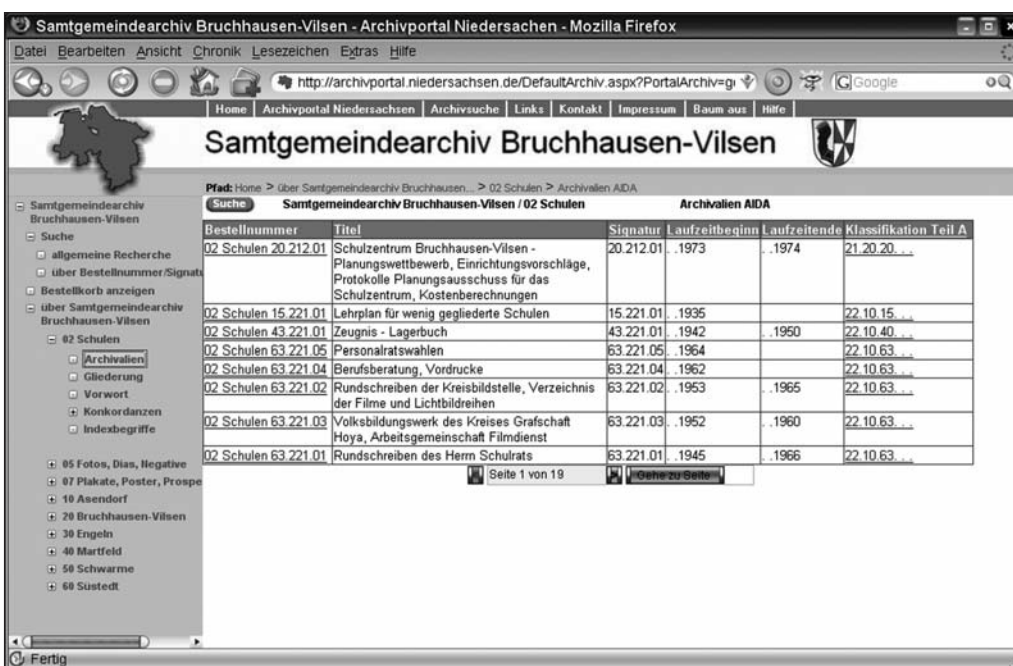 Samtgemeindearchiv Bruchhausen-Vilsen - Archivportal Niedersachen - Mozilla Firefox
Datei Bearbeiten Ansicht Chronik Lesezeichen Extras Hilfe
http://archivportal.niedersachsen.de/DefaultArchiv.aspx?PortalArchiv=g
Google
Home Archivportal Niedersachsen Archivsuche Links Kontakt Impressum Baum aus Hilfe
Samtgemeindearchiv Bruchhausen-Vilsen
Pfad: Home > über Samtgemeindearchiv Bruchhausen... > 02 Schulen > Archivalien AIDA
Suche Samtgemeindearchiv Bruchhausen-Vilsen / 02 Schulen Archivalien AIDA
Samtgemeindearchiv
Bruchhausen-Vilsen
Suche
allgemeine Recherche
über Bestellnummer/Signatu
Bestellkorb anzeigen
über Samtgemeindearchiv
Bruchhausen-Vilsen
02 Schulen
Archivalien
Gliederung
Vorwort
Konkordanzen
Indexbegriffe
05 Fotos, Dias, Negative
07 Plakate, Poster, Prospe
10 Asendorf
20 Bruchhausen-Vilsen
30 Engeln
40 Martfeld
50 Schwarme
60 Süstedt
Bestellnummer Titel Signatur Laufzeitbeginn Laufzeitende Klassifikation Teil A
02 Schulen 20.212.01 Schulzentrum Bruchhausen-Vilsen - 20.212.01 . .1973 . .1974 21.20.20. . .
Planungswettbewerb, Einrichtungsvorschläge,
Protokolle Planungsausschuss für das
Schulzentrum, Kostenberechnungen
02 Schulen 15.221.01 Lehrplan für wenig gegliederte Schulen 15.221.01 . .1935 22.10.15. . .
02 Schulen 43.221.01 Zeugnis - Lagerbuch 43.221.01 . .1942 . .1950 22.10.40. . .
02 Schulen 63.221.05 Personalratswahlen 63.221.05 . .1964 22.10.63. . .
02 Schulen 63.221.04 Berufsberatung, Vordrucke 63.221.04 . .1962 22.10.63. . .
02 Schulen 63.221.02 Rundschreiben der Kreisbildstelle, Verzeichnis 63.221.02 . .1953 . .1965 22.10.63. . .
der Filme und Lichtbildreihen
02 Schulen 63.221.03 Volksbildungswerk des Kreises Grafschaft 63.221.03 . .1952 . .1960 22.10.63. . .
Hoya, Arbeitsgemeinschaft Filmdienst
02 Schulen 63.221.01 Rundschreiben des Herrn Schulrats 63.221.01 . .1945 . .1966 22.10.63. . .
Seite 1 von 19 Gehe zu Seite
Fertig